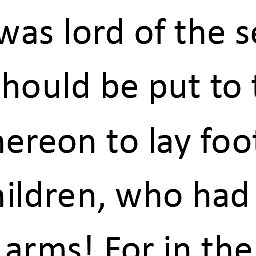 was lord of the se
hould be put to t
hereon to lay foot
hildren, who had
arms! For in the